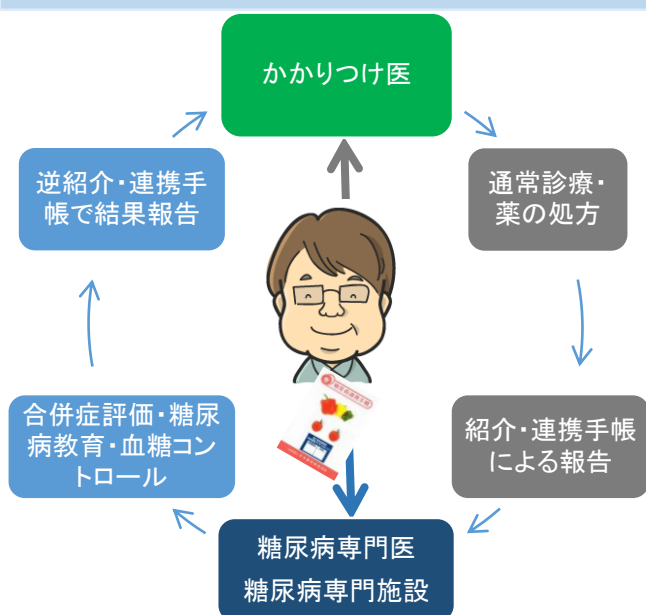 かかりつけ医
逆紹介・連携手
帳で結果報告
通常診療・
薬の処方
合併症評価・糖尿
病教育・血糖コン
トロール
紹介・連携手帳
による報告
糖尿病専門医
糖尿病専門施設